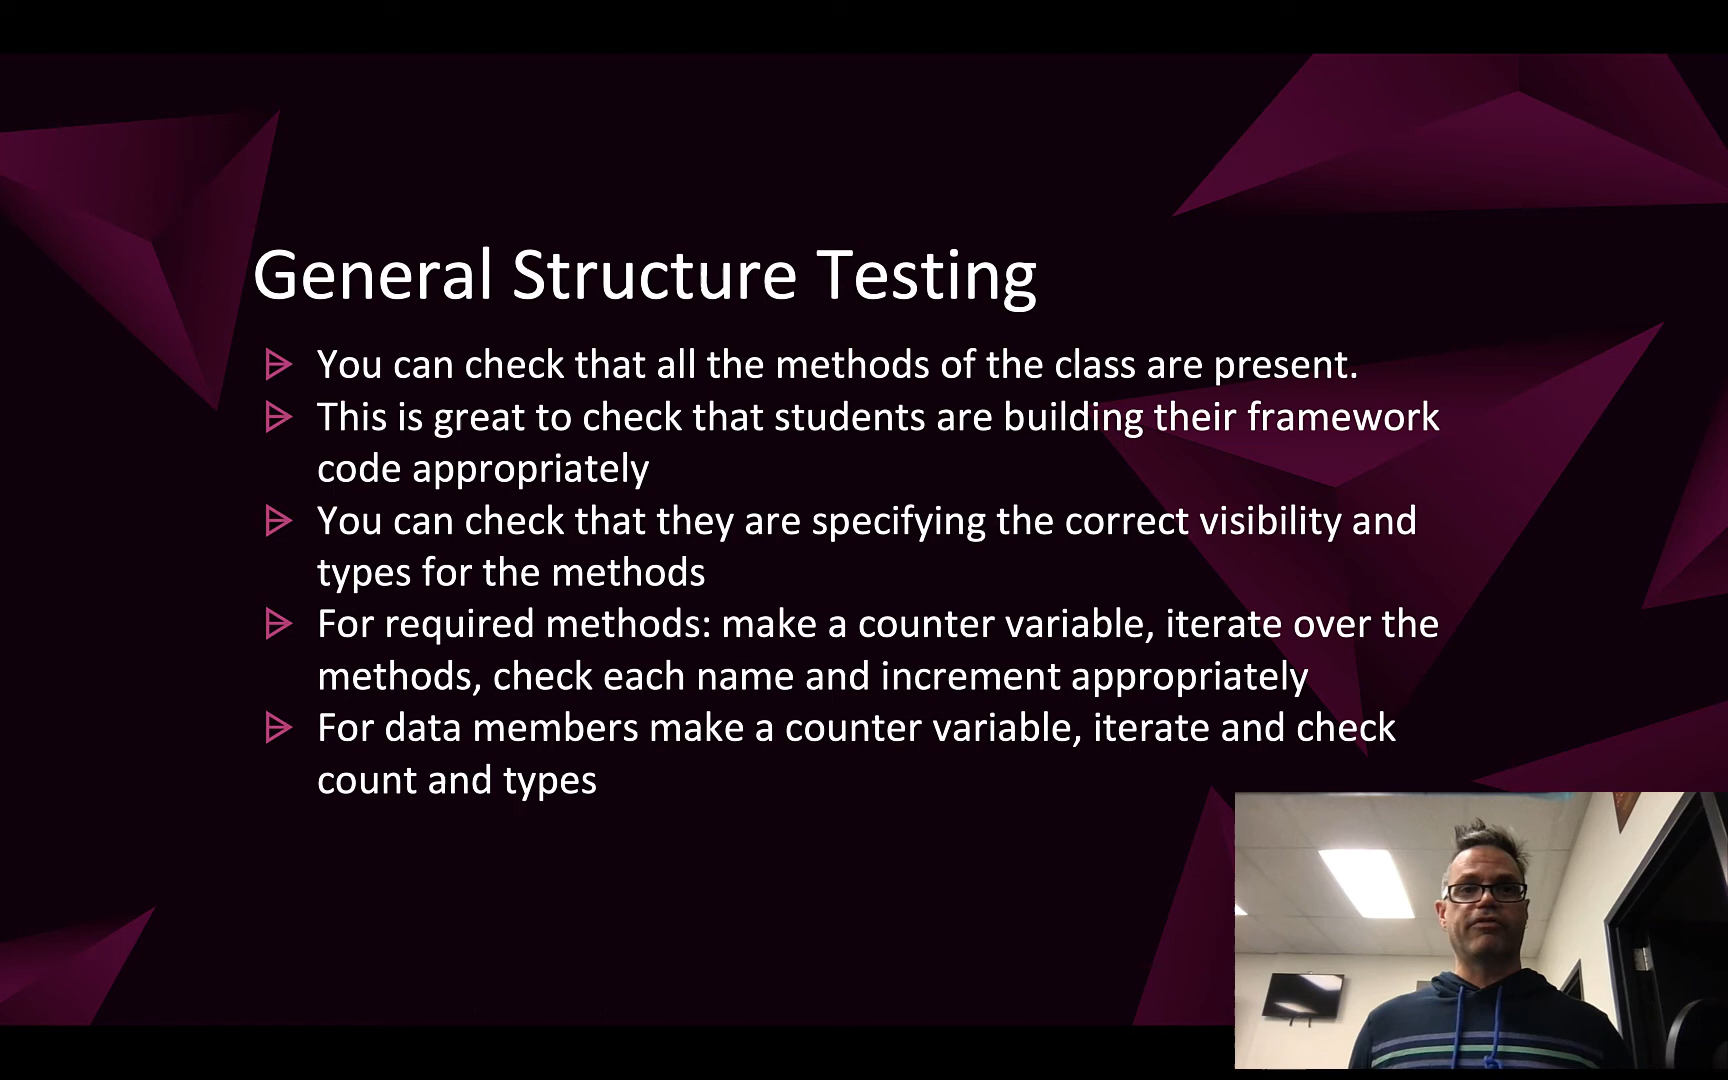 General Structure Testing
You can check that all the methods of the class are present.
This is great to check that students are building their framework
code appropriately
You can check that they are specifying the correct visibility and
types for the methods
For required methods: make a counter variable, iterate over the
methods, check each name and increment appropriately
For data members make a counter variable, iterate and check
count and types